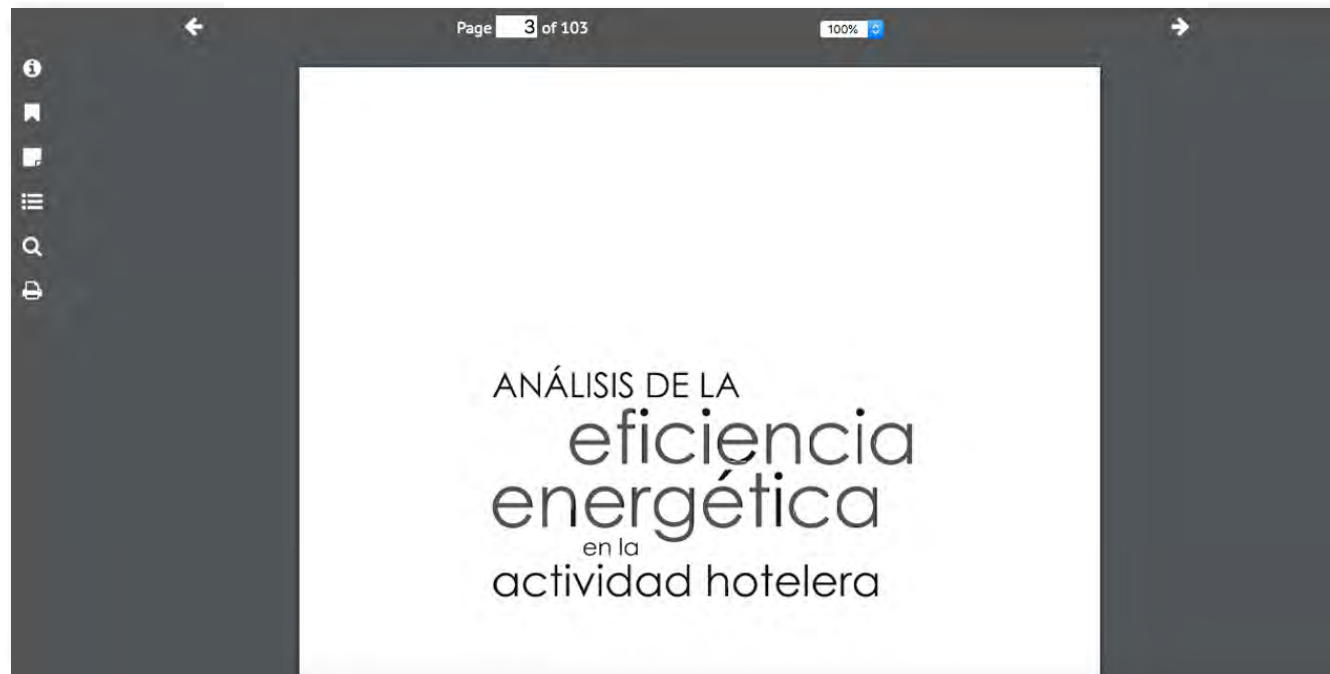 Page 3 of 103
100%
ANÁLISIS DE LA
eficiencia
energética
en la
actividad hotelera